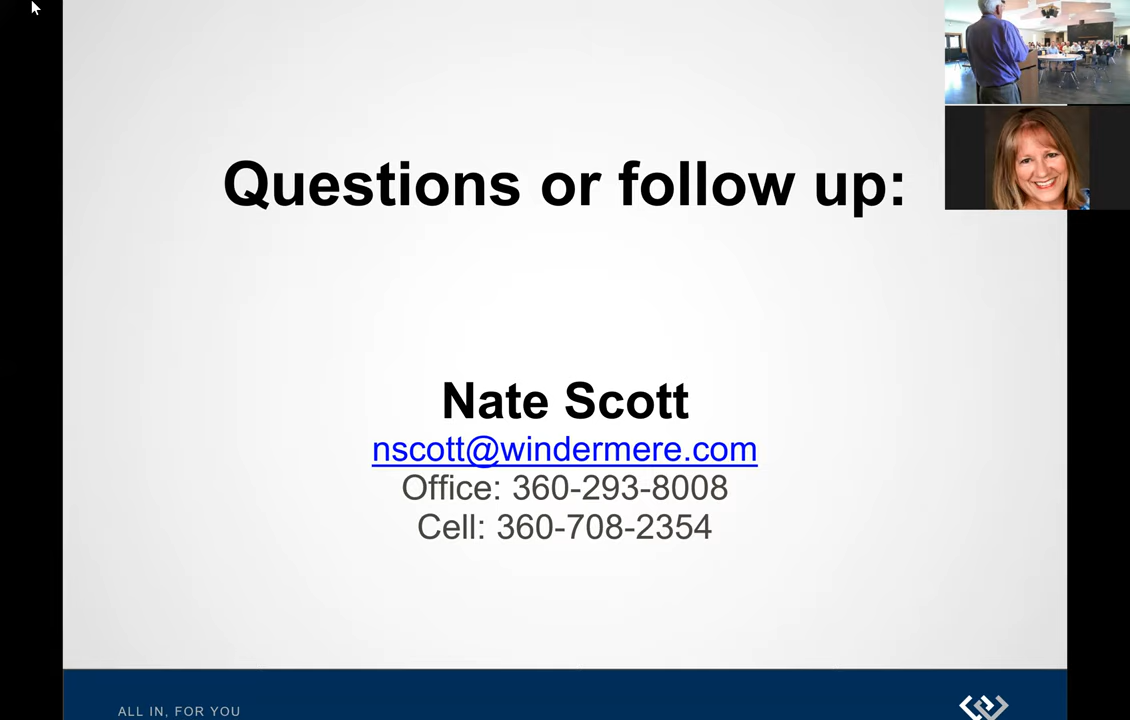 Questions or follow up:
Nate Scott
nscott@windermere.com
Office: 360-293-8008
Cell: 360-708-2354
ALL IN, FOR YOU